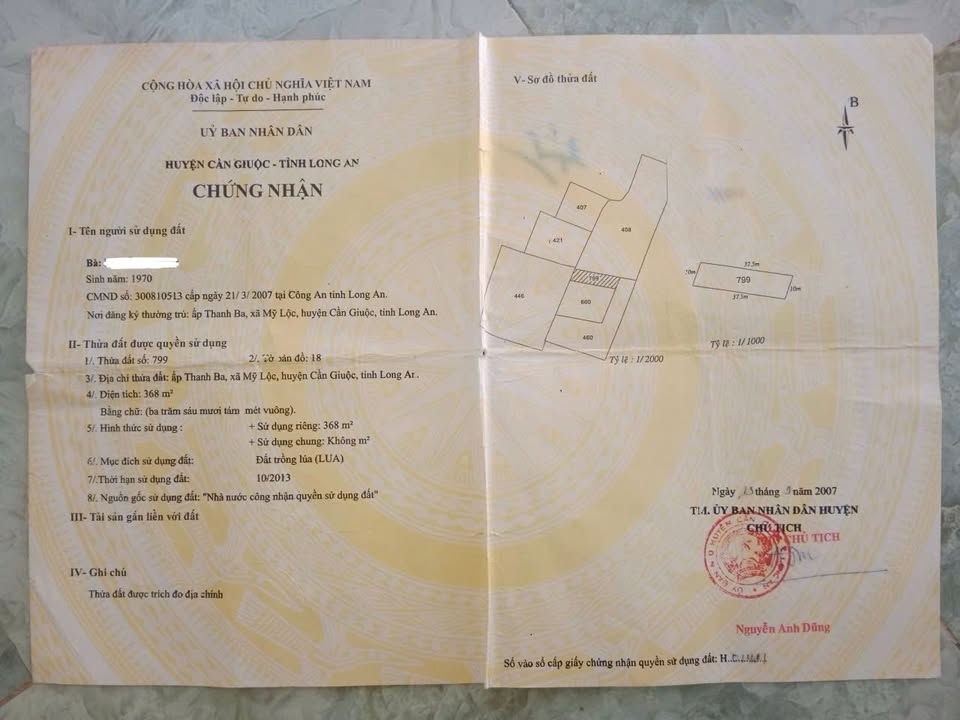 CỘNG HÒA XÃ HỘI CHỦ NGHĨA VIỆT NAM
Độc lập - Tự do - Hạnh phúc
UỶ BAN NHÂN DÂN
HUYỆN CẦN GIUỘC - TỈNH LONG AN
CHỨNG NHẬN
I- Tên người sử dụng đất
Bà:
Sinh năm: 1970
CMND số: 300810513 cấp ngày 21/ 3/ 2007 tại Công An tỉnh Long An.
Nơi đăng ký thường trú: ấp Thanh Ba, xã Mỹ Lộc, huyện Cần Giuộc, tỉnh Long An.
II- Thửa đất được quyền sử dụng
1/. Thửa đất số: 799 2/. Tờ bản đồ: 18
3/. Địa chỉ thửa đất: ấp Thanh Ba, xã Mỹ Lộc, huyện Cần Giuộc, tỉnh Long An.
4/. Diện tích: 368 m²
Bằng chữ: (ba trăm sáu mươi tám mét vuông).
5/. Hình thức sử dụng : + Sử dụng riêng: 368 m²
+ Sử dụng chung: Không m²
6/. Mục đích sử dụng đất: Đất trồng lúa (LUA)
7/.Thời hạn sử dụng đất: 10/2013
8/. Nguồn gốc sử dụng đất: "Nhà nước công nhận quyền sử dụng đất"
III- Tài sản gắn liền với đất
IV- Ghi chú
Thửa đất được trích đo địa chính
V- Sơ đồ thửa đất
B
407
408
421
446
799
660
460
Tỷ lệ : 1/2000
37.5m
10m
799
10m
37.5m
Tỷ lệ : 1/1000
Ngày tháng 9 năm 2007
TM. ỦY BAN NHÂN DÂN HUYỆN
CHỦ TỊCH
CHỦ TỊCH
Nguyễn Anh Dũng
Số vào sổ cấp giấy chứng nhận quyền sử dụng đất: H